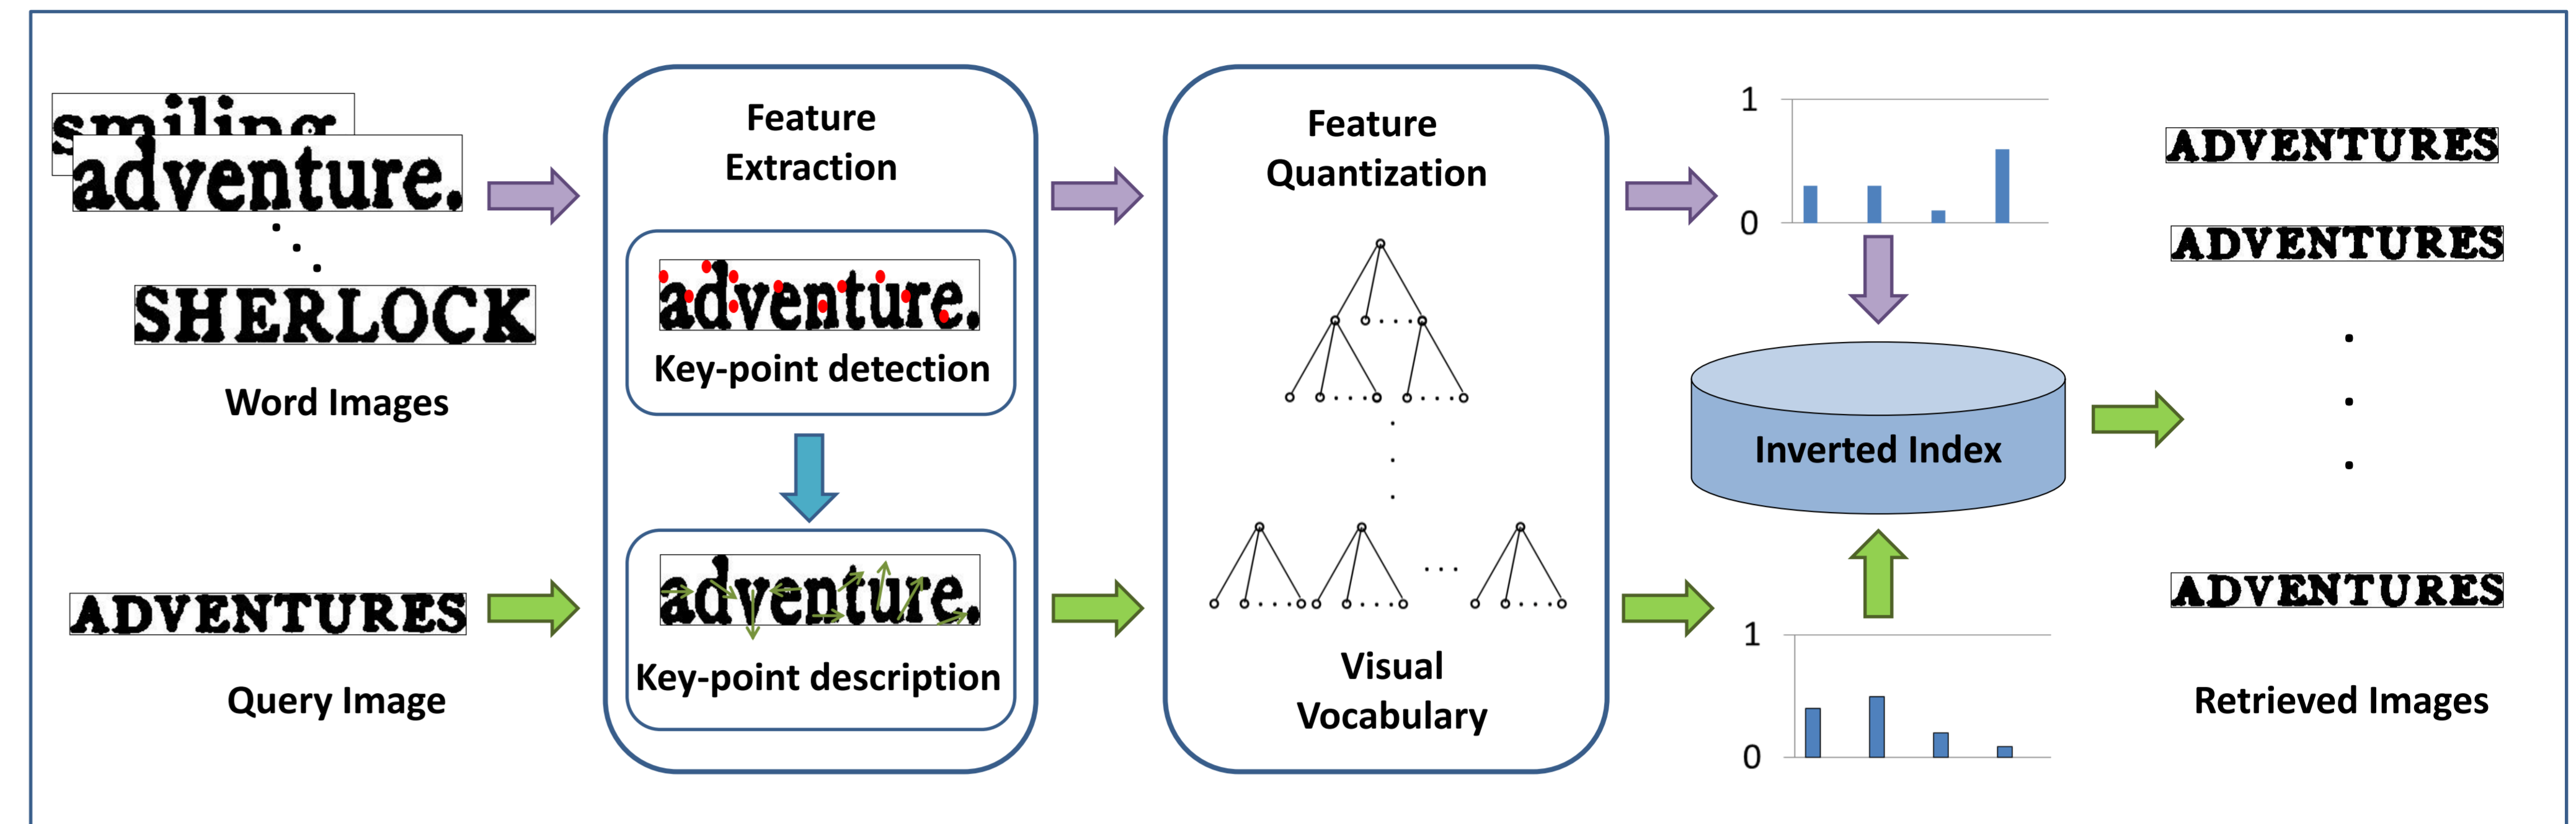 smiling
adventure.
SHERLOCK
Word Images
ADVENTURES
Query Image
Feature
Extraction
adventure.
Key-point detection
adventure.
Key-point description
Feature
Quantization
Visual
Vocabulary
1
0
Inverted Index
1
0
ADVENTURES
ADVENTURES
ADVENTURES
Retrieved Images